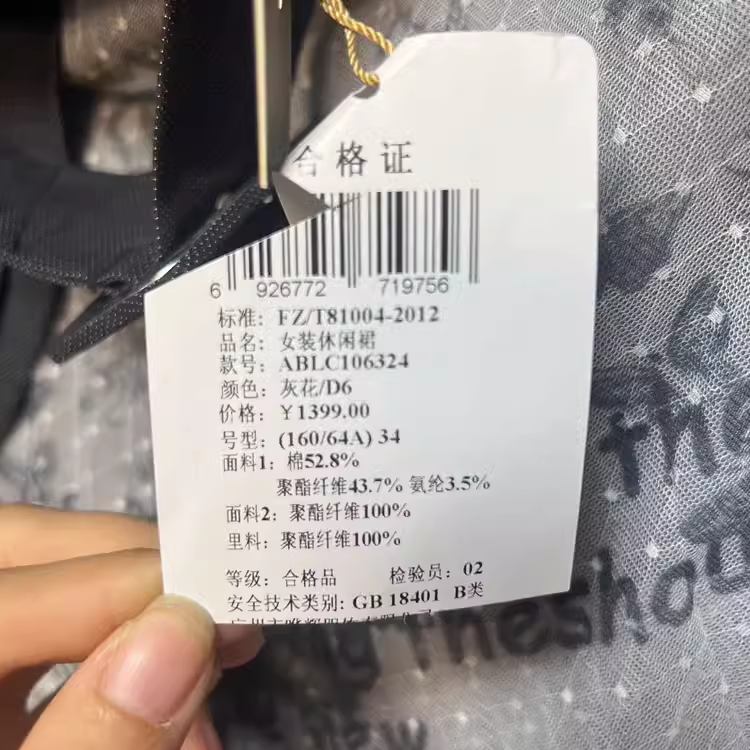 合格证
6 926772 719756
标准: FZ/T81004-2012
品名: 女装休闲裙
款号: ABLC106324
颜色: 灰花/D6
价格: ¥1399.00
号型: (160/64A) 34
面料1: 棉52.8%
聚酯纤维43.7% 氨纶3.5%
面料2: 聚酯纤维100%
里料: 聚酯纤维100%
等级: 合格品 检验员: 02
安全技术类别: GB 18401 B类
the
Theshou